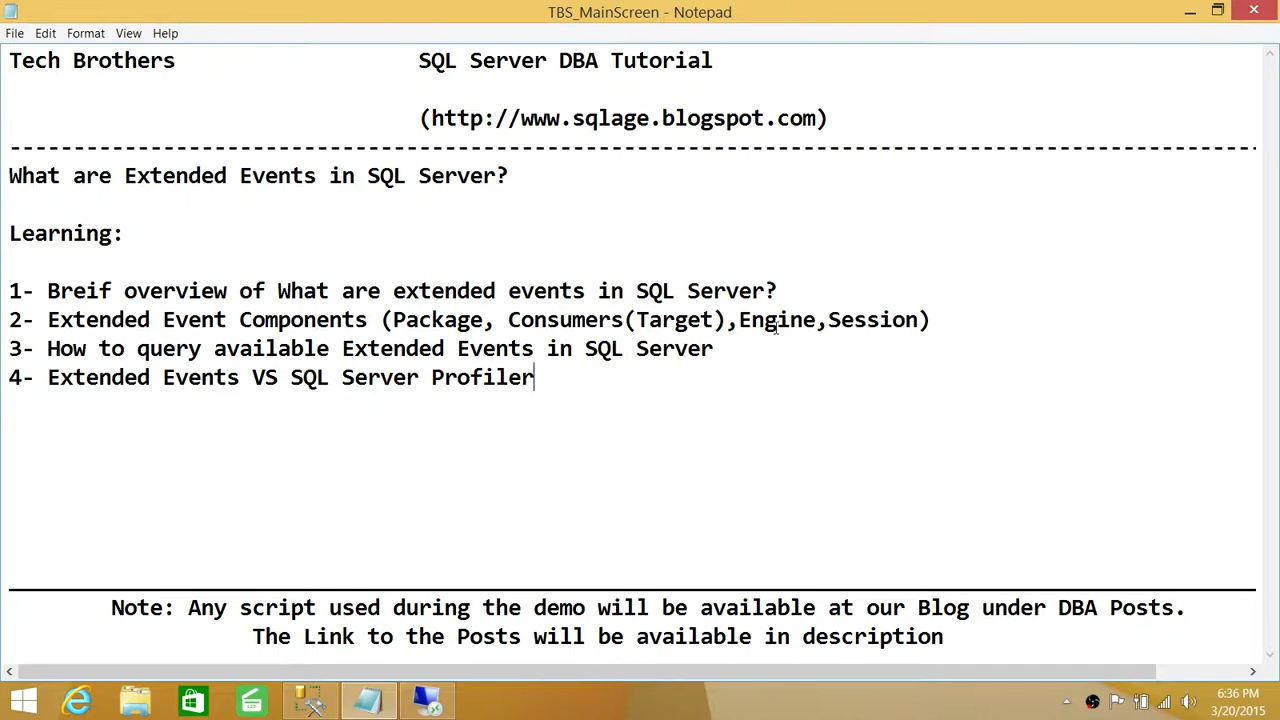 TBS_MainScreen - Notepad
File Edit Format View Help
Tech Brothers SQL Server DBA Tutorial
(http://www.sqlage.blogspot.com)
--------------------------------------------------------------------------------------------------
What are Extended Events in SQL Server?
Learning:
1- Breif overview of What are extended events in SQL Server?
2- Extended Event Components (Package, Consumers(Target),Engine,Session)
3- How to query available Extended Events in SQL Server
4- Extended Events VS SQL Server Profiler
Note: Any script used during the demo will be available at our Blog under DBA Posts.
The Link to the Posts will be available in description
6:36 PM
3/20/2015